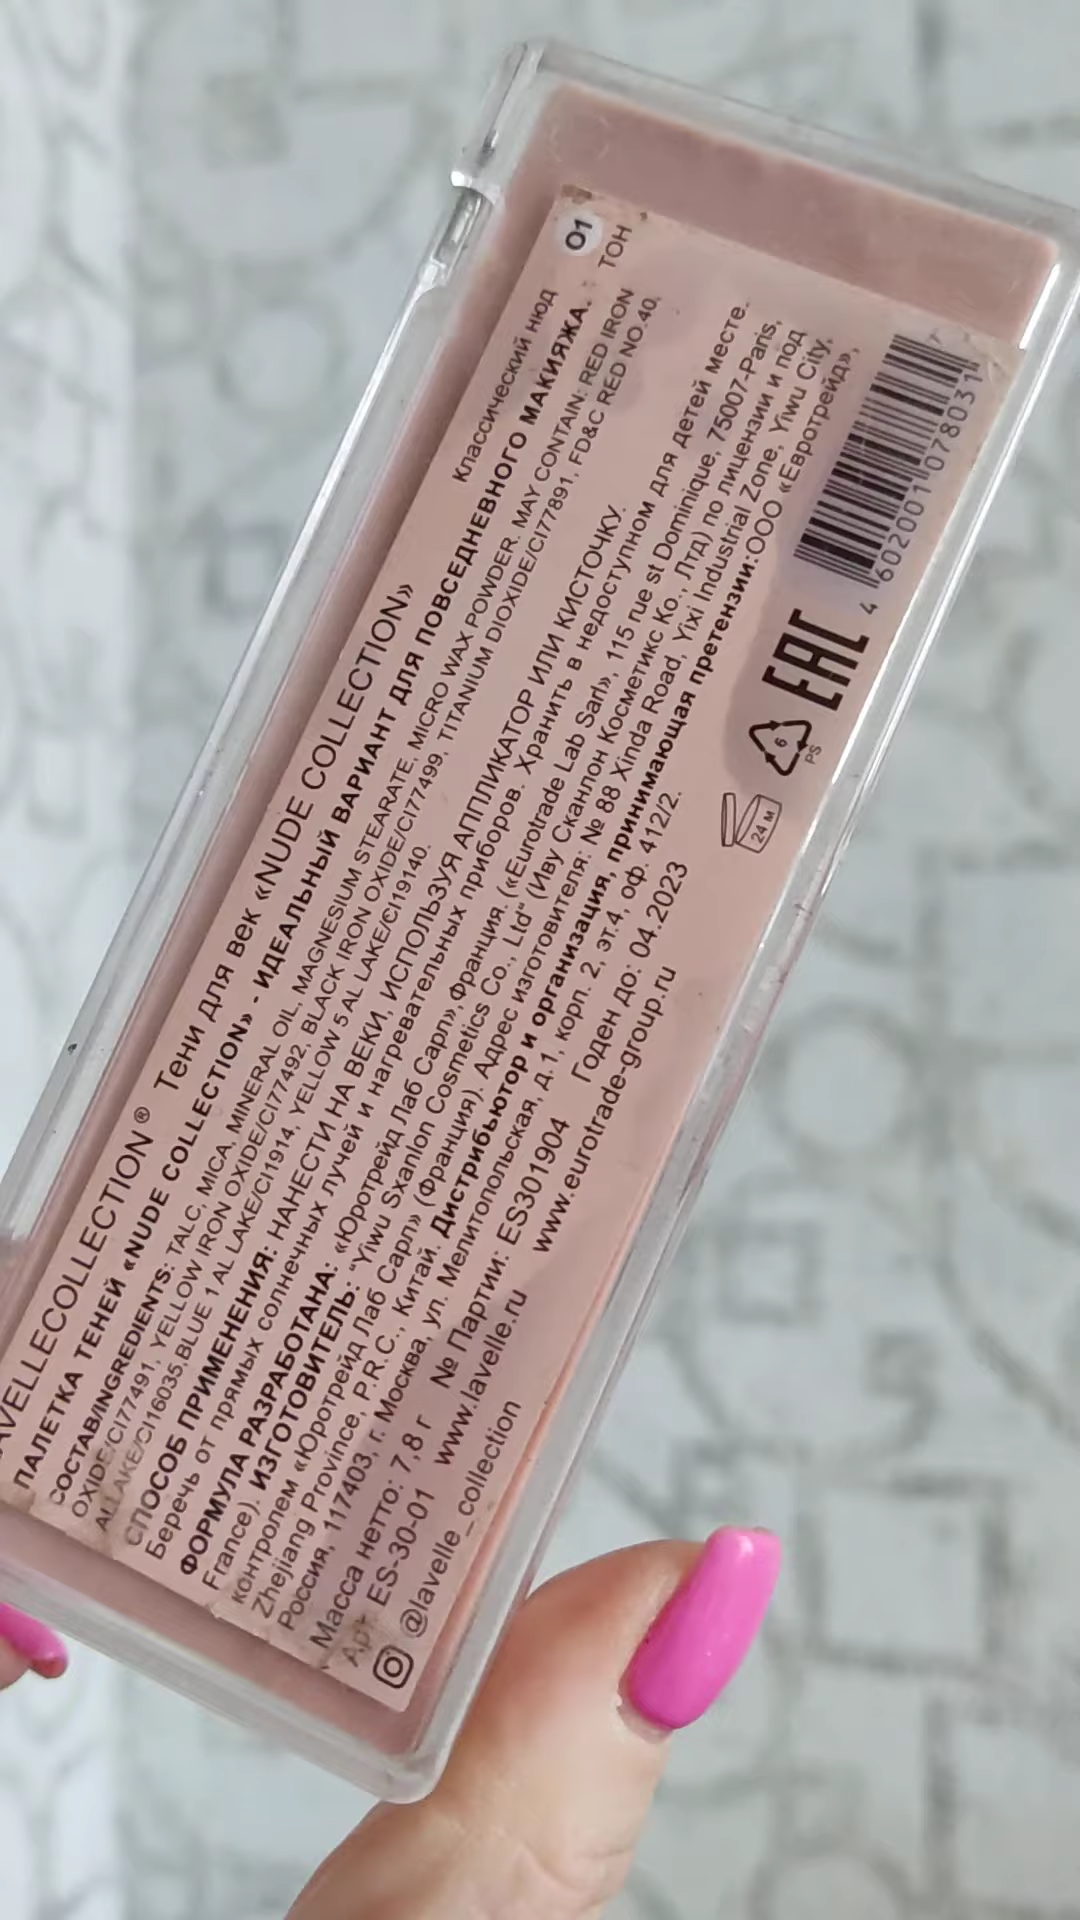 LAVELLECOLLECTION® Тени для век «NUDE COLLECTION» Классический нюд 01
ПАЛЕТКА ТЕНЕЙ «NUDE COLLECTION» - ИДЕАЛЬНЫЙ ВАРИАНТ ДЛЯ ПОВСЕДНЕВНОГО МАКИЯЖА. ТОН
СОСТАВ/INGREDIENTS: TALC, MICA, MINERAL OIL, MAGNESIUM STEARATE, MICRO WAX POWDER. MAY CONTAIN: RED IRON
OXIDE/CI77491, YELLOW IRON OXIDE/CI77492, BLACK IRON OXIDE/CI77499, TITANIUM DIOXIDE/CI77891, FD&C RED NO.40,
ALLAKE/CI16035,BLUE 1 AL LAKE/CI1914, YELLOW 5 AL LAKE/CI19140.
СПОСОБ ПРИМЕНЕНИЯ: НАНЕСТИ НА ВЕКИ, ИСПОЛЬЗУЯ АППЛИКАТОР ИЛИ КИСТОЧКУ.
Беречь от прямых солнечных лучей и нагревательных приборов. Хранить в недоступном для детей месте.
ФОРМУЛА РАЗРАБОТАНА: «Юротрейд Лаб Сарл», Франция. («Eurotrade Lab Sarl», 115 rue st Dominique, 75007-Paris,
France). ИЗГОТОВИТЕЛЬ: "Yiwu Sxanlon Cosmetics Co., Ltd" (Иву Сканлон Косметикс Ко., Лтд) по лицензии и под
контролем «Юротрейд Лаб Сарл» (Франция). Адрес изготовителя: № 88 Xinda Road, Yixi Industrial Zone, Yiwu City,
Zhejiang Province, P.R.C., Китай. Дистрибьютор и организация, принимающая претензии:ООО «Евротрейд»,
Россия, 117403, г. Москва, ул. Мелитопольская, д.1, корп. 2, эт.4, оф. 412/2.
Масса нетто: 7,8 г № Партии: ES301904 Годен до: 04.2023
Арт. ES-30-01 www.lavelle.ru www.eurotrade-group.ru
@lavelle_collection
24 м
6
PS
EAC
4 602001 078031